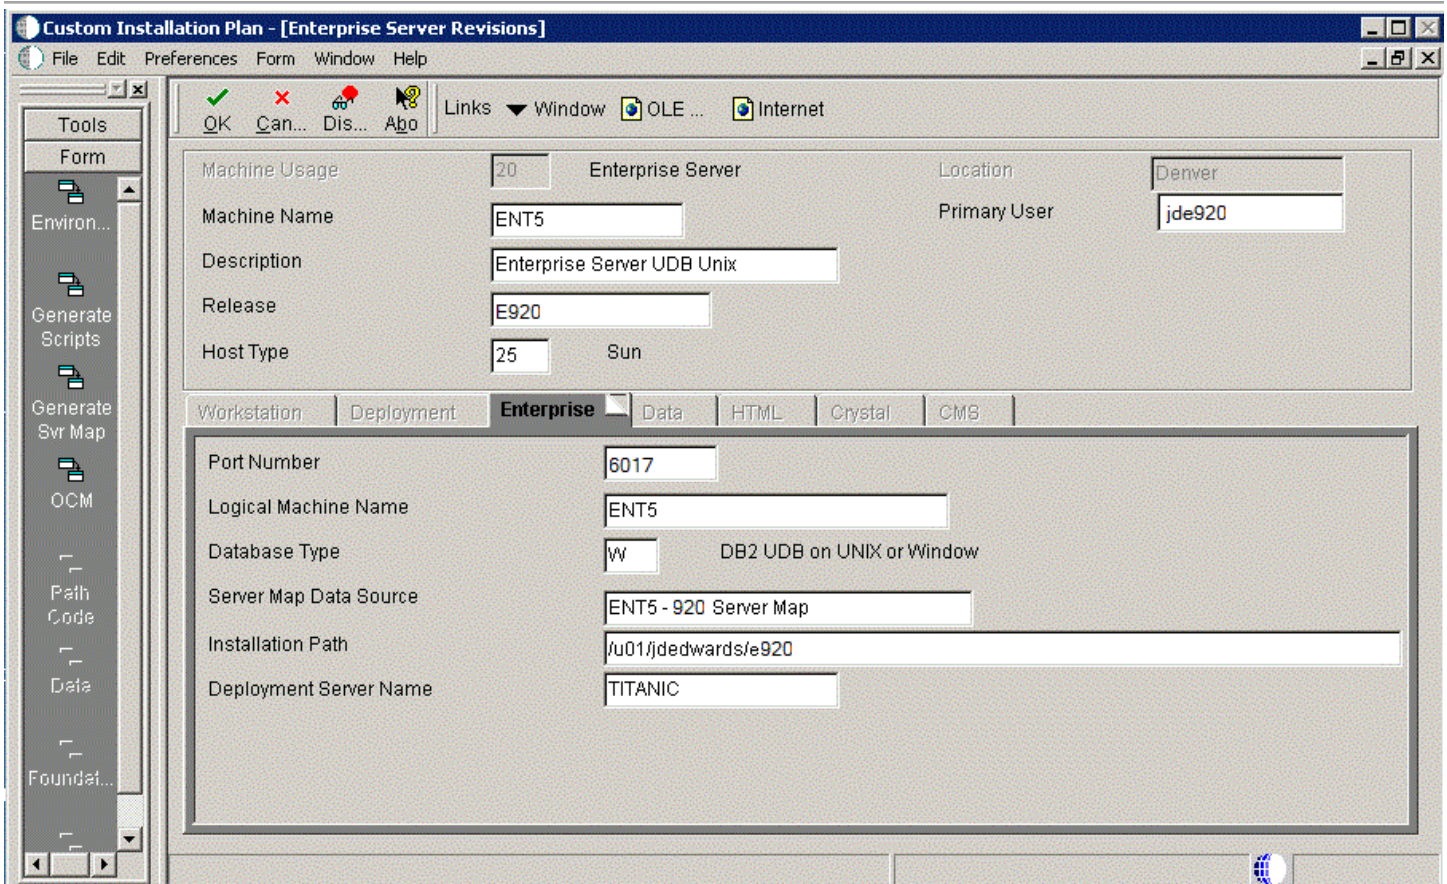 Custom Installation Plan - [Enterprise Server Revisions]
File Edit Preferences Form Window Help
Tools
Form
Environ...
Generate
Scripts
Generate
Svr Map
OCM
Path
Code
Data
Foundat...
OK Can... Dis... Abo Links Window OLE ... Internet
Machine Usage 20 Enterprise Server Location Denver
Machine Name ENT5 Primary User jde920
Description Enterprise Server UDB Unix
Release E920
Host Type 25 Sun
Workstation Deployment Enterprise Data HTML Crystal CMS
Port Number 6017
Logical Machine Name ENT5
Database Type W DB2 UDB on UNIX or Window
Server Map Data Source ENT5 - 920 Server Map
Installation Path /u01/jdedwards/e920
Deployment Server Name TITANIC